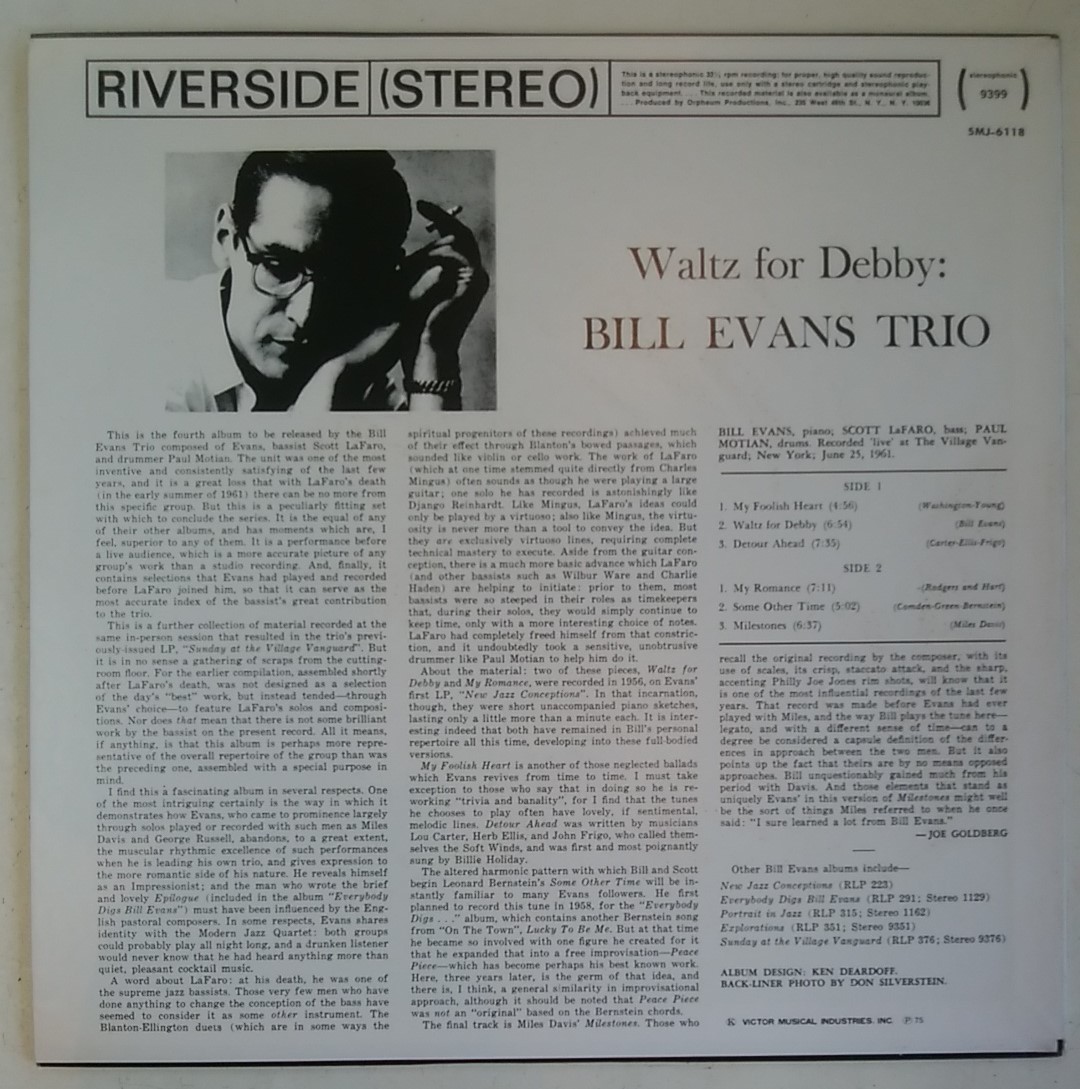 RIVERSIDE (STEREO)
This is a stereophonic 33⅓ rpm recording; for proper, high quality sound reproduc-
tion and long record life, use only with a stereo cartridge and stereophonic play-
back equipment. . . . This recorded material is also available as a monaural album.
. . . Produced by Orpheum Productions, Inc., 235 West 46th St., N. Y., N. Y. 10036
(stereophonic
9399)
SMJ-6118
Waltz for Debby:
BILL EVANS TRIO
This is the fourth album to be released by the Bill
Evans Trio composed of Evans, bassist Scott LaFaro,
and drummer Paul Motian. The unit was one of the most
inventive and consistently satisfying of the last few
years, and it is a great loss that with LaFaro's death
(in the early summer of 1961) there can be no more from
this specific group. But this is a peculiarly fitting set
with which to conclude the series. It is the equal of any
of their other albums, and has moments which are, I
feel, superior to any of them. It is a performance before
a live audience, which is a more accurate picture of any
group's work than a studio recording. And, finally, it
contains selections that Evans had played and recorded
before LaFaro joined him, so that it can serve as the
most accurate index of the bassist's great contribution
to the trio.
This is a further collection of material recorded at the
same in-person session that resulted in the trio's previ-
ously-issued LP, "Sunday at the Village Vanguard". But
it is in no sense a gathering of scraps from the cutting-
room floor. For the earlier compilation, assembled shortly
after LaFaro's death, was not designed as a selection
of the day's "best" work, but instead tended—through
Evans' choice—to feature LaFaro's solos and composi-
tions. Nor does that mean that there is not some brilliant
work by the bassist on the present record. All it means,
if anything, is that this album is perhaps more repre-
sentative of the overall repertoire of the group than was
the preceding one, assembled with a special purpose in
mind.
I find this a fascinating album in several respects. One
of the most intriguing certainly is the way in which it
demonstrates how Evans, who came to prominence largely
through solos played or recorded with such men as Miles
Davis and George Russell, abandons, to a great extent,
the muscular rhythmic excellence of such performances
when he is leading his own trio, and gives expression to
the more romantic side of his nature. He reveals himself
as an Impressionist; and the man who wrote the brief
and lovely Epilogue (included in the album "Everybody
Digs Bill Evans") must have been influenced by the Eng-
lish pastoral composers. In some respects, Evans shares
identity with the Modern Jazz Quartet: both groups
could probably play all night long, and a drunken listener
would never know that he had heard anything more than
quiet, pleasant cocktail music.
A word about LaFaro: at his death, he was one of
the supreme jazz bassists. Those very few men who have
done anything to change the conception of the bass have
seemed to consider it as some other instrument. The
Blanton-Ellington duets (which are in some ways the
spiritual progenitors of these recordings) achieved much
of their effect through Blanton's bowed passages, which
sounded like violin or cello work. The work of LaFaro
(which at one time stemmed quite directly from Charles
Mingus) often sounds as though he were playing a large
guitar; one solo he has recorded is astonishingly like
Django Reinhardt. Like Mingus, LaFaro's ideas could
only be played by a virtuoso; also like Mingus, the virtu-
osity is never more than a tool to convey the idea. But
they are exclusively virtuoso lines, requiring complete
technical mastery to execute. Aside from the guitar con-
ception, there is a much more basic advance which LaFaro
(and other bassists such as Wilbur Ware and Charlie
Haden) are helping to initiate: prior to them, most
bassists were so steeped in their roles as timekeepers
that, during their solos, they would simply continue to
keep time, only with a more interesting choice of notes.
LaFaro had completely freed himself from that constric-
tion, and it undoubtedly took a sensitive, unobtrusive
drummer like Paul Motian to help him do it.
About the material: two of these pieces, Waltz for
Debby and My Romance, were recorded in 1956, on Evans'
first LP, "New Jazz Conceptions". In that incarnation,
though, they were short unaccompanied piano sketches,
lasting only a little more than a minute each. It is inter-
esting indeed that both have remained in Bill's personal
repertoire all this time, developing into these full-bodied
versions.
My Foolish Heart is another of those neglected ballads
which Evans revives from time to time. I must take
exception to those who say that in doing so he is re-
working "trivia and banality", for I find that the tunes
he chooses to play often have lovely, if sentimental,
melodic lines. Detour Ahead was written by musicians
Lou Carter, Herb Ellis, and John Frigo, who called them-
selves the Soft Winds, and was first and most poignantly
sung by Billie Holiday.
The altered harmonic pattern with which Bill and Scott
begin Leonard Bernstein's Some Other Time will be in-
stantly familiar to many Evans followers. He first
planned to record this tune in 1958, for the "Everybody
Digs . . ." album, which contains another Bernstein song
from "On The Town", Lucky To Be Me. But at that time
he became so involved with one figure he created for it
that he expanded that into a free improvisation—Peace
Piece—which has become perhaps his best known work.
Here, three years later, is the germ of that idea, and
there is, I think, a general similarity in improvisational
approach, although it should be noted that Peace Piece
was not an "original" based on the Bernstein chords.
The final track is Miles Davis' Milestones. Those who
BILL EVANS, piano; SCOTT LaFARO, bass; PAUL
MOTIAN, drums. Recorded 'live' at The Village Van-
guard; New York; June 25, 1961.
SIDE 1
1. My Foolish Heart (4:56) (Washington-Young)
2. Waltz for Debby (6:54) (Bill Evans)
3. Detour Ahead (7:35) (Carter-Ellis-Frigo)
SIDE 2
1. My Romance (7:11) (Rodgers and Hart)
2. Some Other Time (5:02) (Comden-Green-Bernstein)
3. Milestones (6:37) (Miles Davis)
recall the original recording by the composer, with its
use of scales, its crisp, staccato attack, and the sharp,
accenting Philly Joe Jones rim shots, will know that it
is one of the most influential recordings of the last few
years. That record was made before Evans had ever
played with Miles, and the way Bill plays the tune here—
legato, and with a different sense of time—can to a
degree be considered a capsule definition of the differ-
ences in approach between the two men. But it also
points up the fact that theirs are by no means opposed
approaches. Bill unquestionably gained much from his
period with Davis. And those elements that stand as
uniquely Evans' in this version of Milestones might well
be the sort of things Miles referred to when he once
said: "I sure learned a lot from Bill Evans."
— JOE GOLDBERG
Other Bill Evans albums include—
New Jazz Conceptions (RLP 223)
Everybody Digs Bill Evans (RLP 291; Stereo 1129)
Portrait in Jazz (RLP 315; Stereo 1162)
Explorations (RLP 351; Stereo 9351)
Sunday at the Village Vanguard (RLP 376; Stereo 9376)
ALBUM DESIGN: KEN DEARDOFF.
BACK-LINER PHOTO BY DON SILVERSTEIN.
VICTOR MUSICAL INDUSTRIES, INC. Ⓟ 75